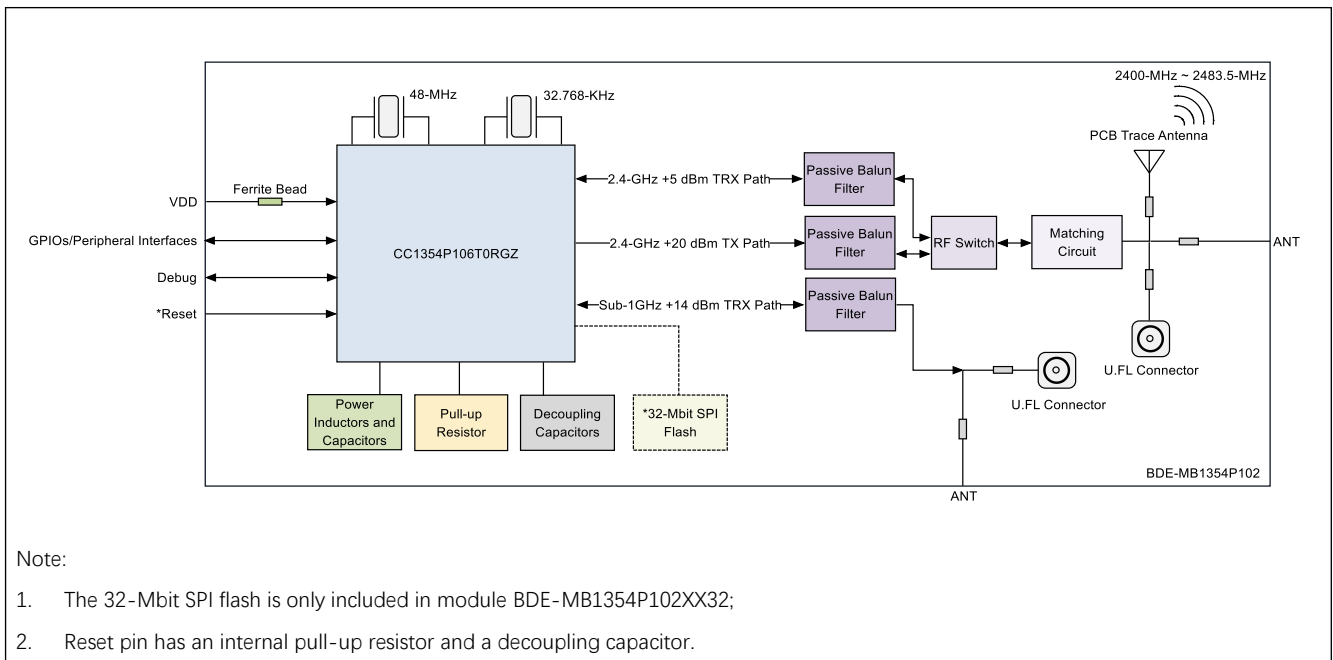 2400-MHz ~ 2483.5-MHz
48-MHz
32.768-KHz
PCB Trace Antenna
Ferrite Bead
VDD
GPIOs/Peripheral Interfaces
Debug
*Reset
CC1354P106T0RGZ
2.4-GHz +5 dBm TRX Path
2.4-GHz +20 dBm TX Path
Sub-1GHz +14 dBm TRX Path
Passive Balun
Filter
Passive Balun
Filter
Passive Balun
Filter
RF Switch
Matching
Circuit
ANT
U.FL Connector
U.FL Connector
Power
Inductors and
Capacitors
Pull-up
Resistor
Decoupling
Capacitors
*32-Mbit SPI
Flash
BDE-MB1354P102
ANT
Note:
1. The 32-Mbit SPI flash is only included in module BDE-MB1354P102XX32;
2. Reset pin has an internal pull-up resistor and a decoupling capacitor.